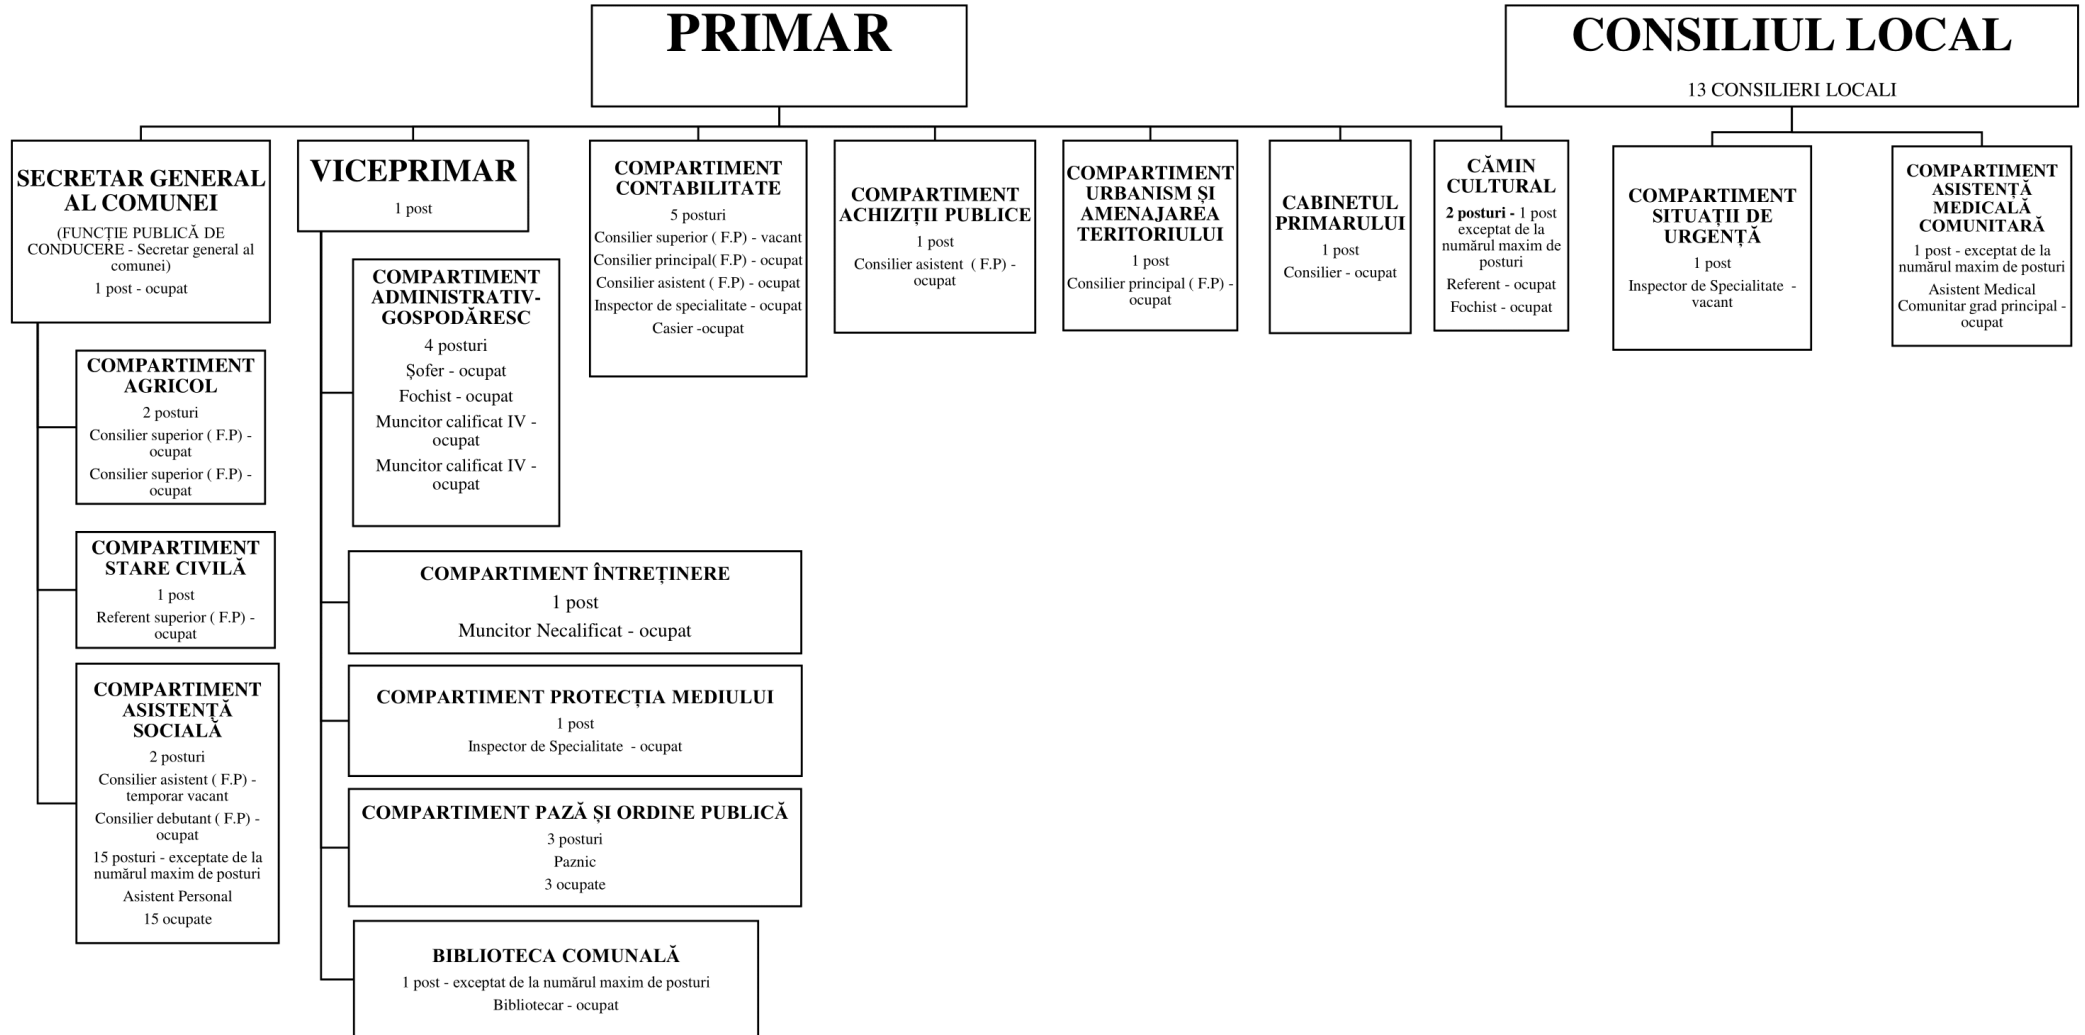 PRIMAR
CONSILIUL LOCAL
13 CONSILIERI LOCALI
SECRETAR GENERAL
AL COMUNEI
(FUNCȚIE PUBLICĂ DE
CONDUCERE - Secretar general al
comunei)
1 post - ocupat
COMPARTIMENT
AGRICOL
2 posturi
Consilier superior ( F.P) -
ocupat
Consilier superior ( F.P) -
ocupat
COMPARTIMENT
STARE CIVILĂ
1 post
Referent superior ( F.P) -
ocupat
COMPARTIMENT
ASISTENȚĂ
SOCIALĂ
2 posturi
Consilier asistent ( F.P) -
temporar vacant
Consilier debutant ( F.P) -
ocupat
15 posturi - exceptate de la
numărul maxim de posturi
Asistent Personal
15 ocupate
VICEPRIMAR
1 post
COMPARTIMENT
ADMINISTRATIV-
GOSPODĂRESC
4 posturi
Șofer - ocupat
Fochist - ocupat
Muncitor calificat IV -
ocupat
Muncitor calificat IV -
ocupat
COMPARTIMENT ÎNTREȚINERE
1 post
Muncitor Necalificat - ocupat
COMPARTIMENT PROTECȚIA MEDIULUI
1 post
Inspector de Specialitate - ocupat
COMPARTIMENT PAZĂ ȘI ORDINE PUBLICĂ
3 posturi
Paznic
3 ocupate
BIBLIOTECA COMUNALĂ
1 post - exceptat de la numărul maxim de posturi
Bibliotecar - ocupat
COMPARTIMENT
CONTABILITATE
5 posturi
Consilier superior ( F.P) - vacant
Consilier principal( F.P) - ocupat
Consilier asistent ( F.P) - ocupat
Inspector de specialitate - ocupat
Casier -ocupat
COMPARTIMENT
ACHIZIȚII PUBLICE
1 post
Consilier asistent ( F.P) -
ocupat
COMPARTIMENT
URBANISM ȘI
AMENAJAREA
TERITORIULUI
1 post
Consilier principal ( F.P) -
ocupat
CABINETUL
PRIMARULUI
1 post
Consilier - ocupat
CĂMIN
CULTURAL
2 posturi - 1 post
exceptat de la
numărul maxim de
posturi
Referent - ocupat
Fochist - ocupat
COMPARTIMENT
SITUAȚII DE
URGENȚĂ
1 post
Inspector de Specialitate -
vacant
COMPARTIMENT
ASISTENȚĂ
MEDICALĂ
COMUNITARĂ
1 post - exceptat de la
numărul maxim de posturi
Asistent Medical
Comunitar grad principal -
ocupat